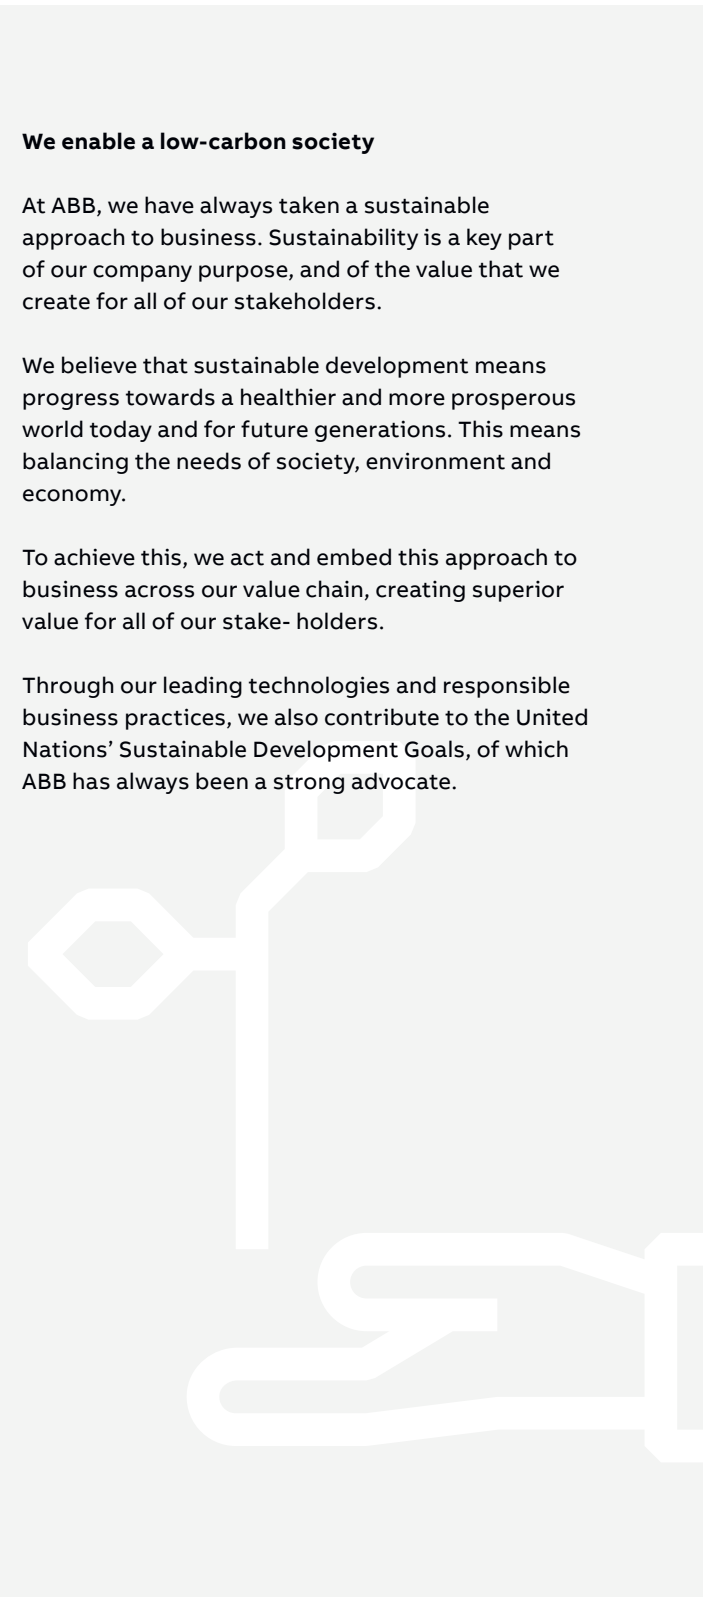 We enable a low-carbon society
At ABB, we have always taken a sustainable
approach to business. Sustainability is a key part
of our company purpose, and of the value that we
create for all of our stakeholders.
We believe that sustainable development means
progress towards a healthier and more prosperous
world today and for future generations. This means
balancing the needs of society, environment and
economy.
To achieve this, we act and embed this approach to
business across our value chain, creating superior
value for all of our stake- holders.
Through our leading technologies and responsible
business practices, we also contribute to the United
Nations’ Sustainable Development Goals, of which
ABB has always been a strong advocate.